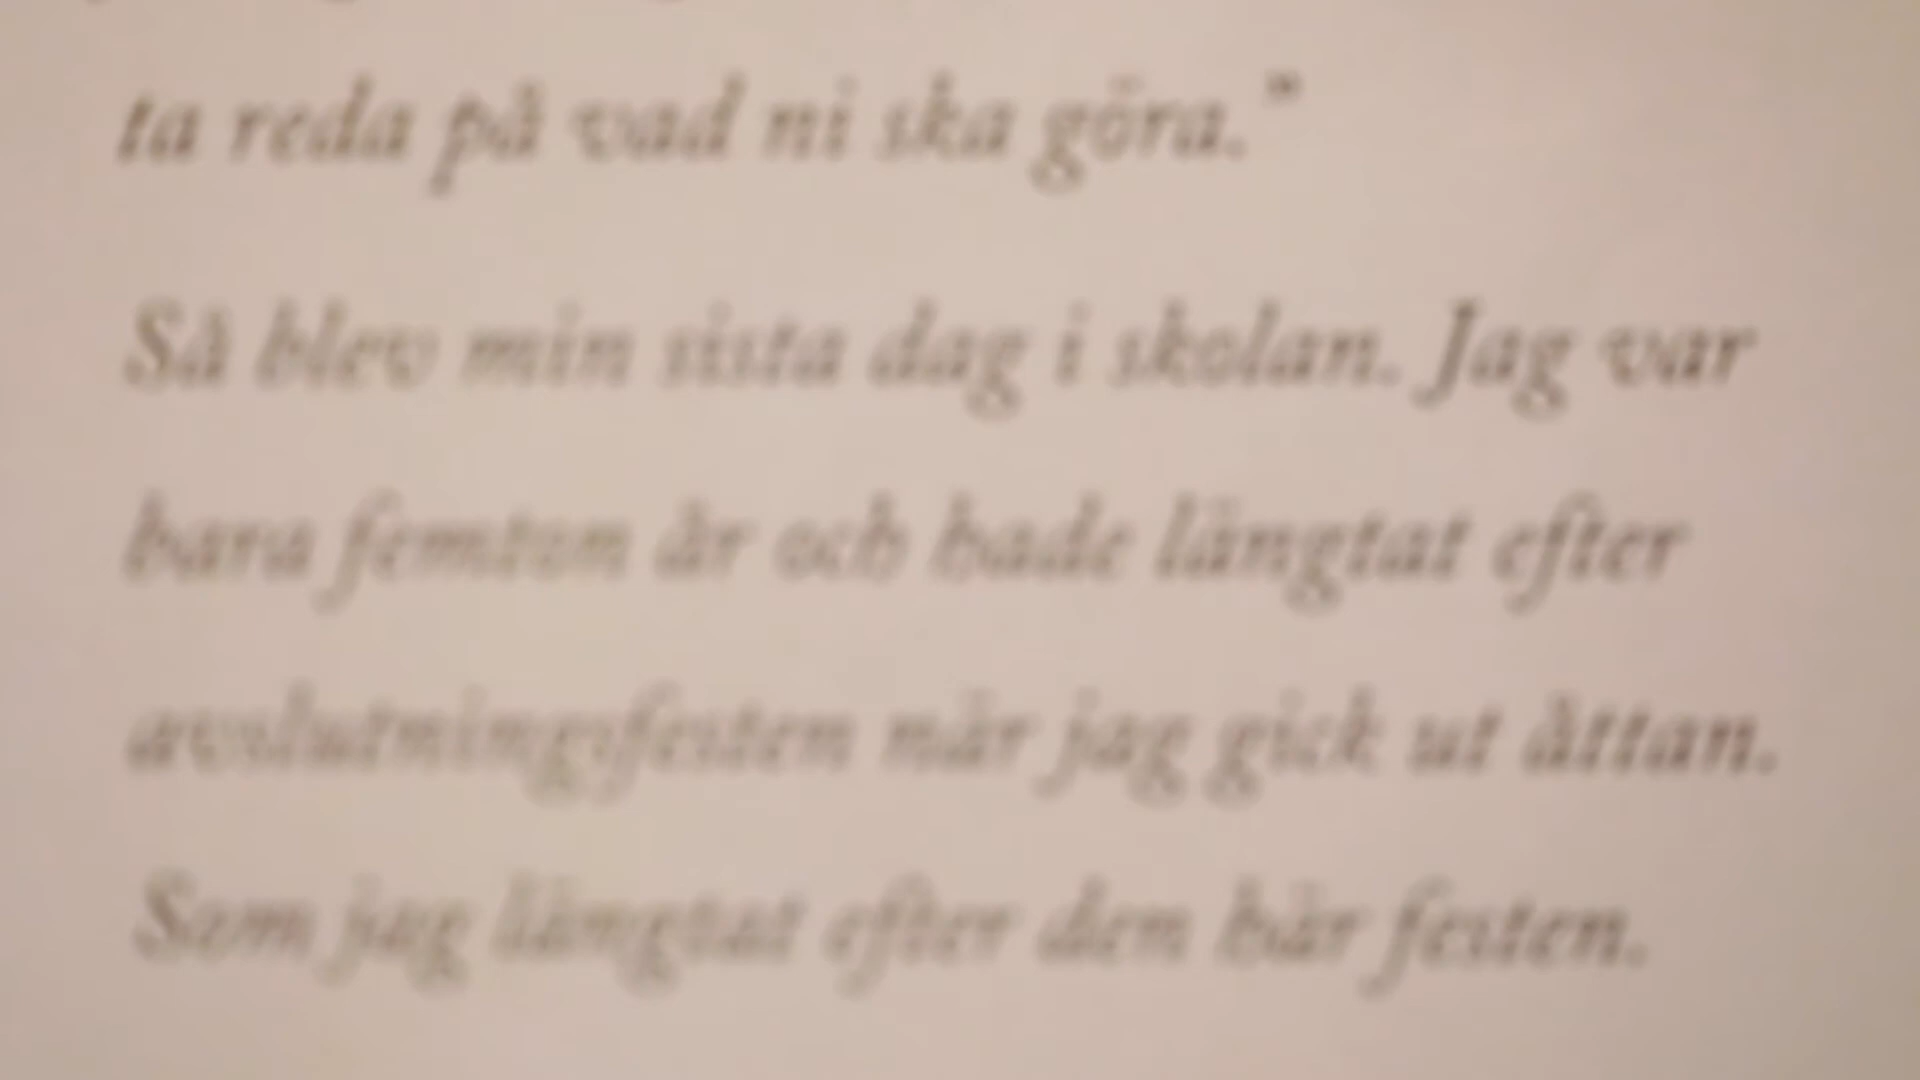 ta reda på vad ni ska göra.”
Så blev min sista dag i skolan. Jag var
bara femton år och hade längtat efter
avslutningsfesten när jag gick ut åttan.
Som jag längtat efter den här festen.